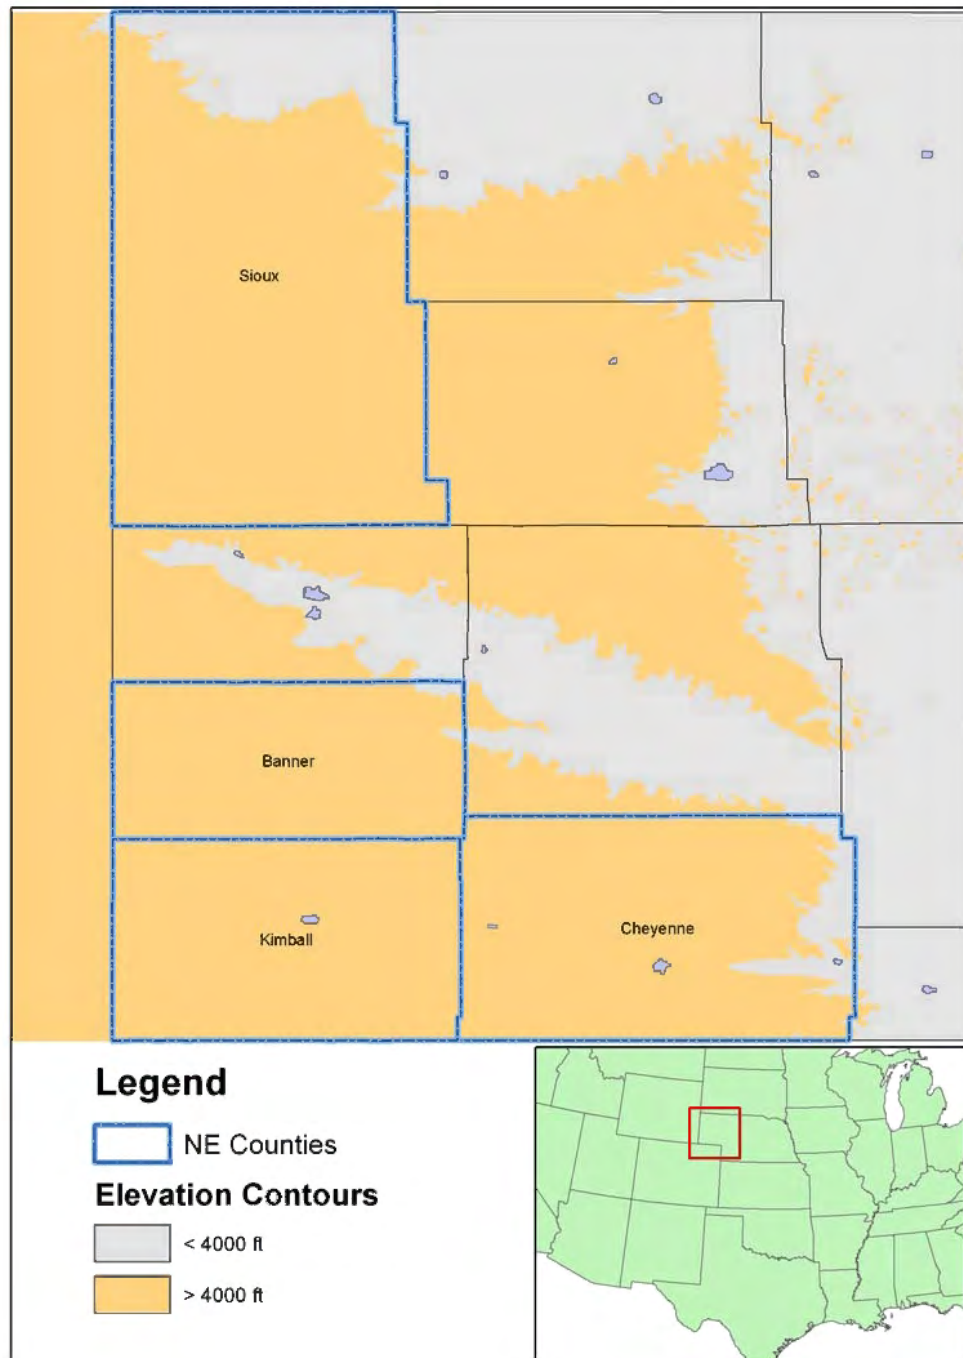 Sioux
Banner
Kimball
Cheyenne
Legend
NE Counties
Elevation Contours
< 4000 ft
> 4000 ft